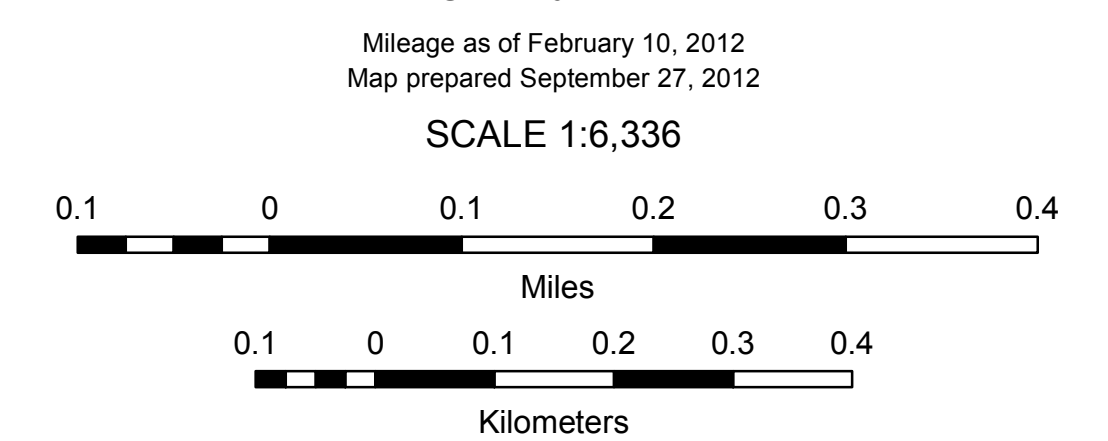 Mileage as of February 10, 2012
Map prepared September 27, 2012
SCALE 1:6,336
0.1 0 0.1 0.2 0.3 0.4
Miles
0.1 0 0.1 0.2 0.3 0.4
Kilometers